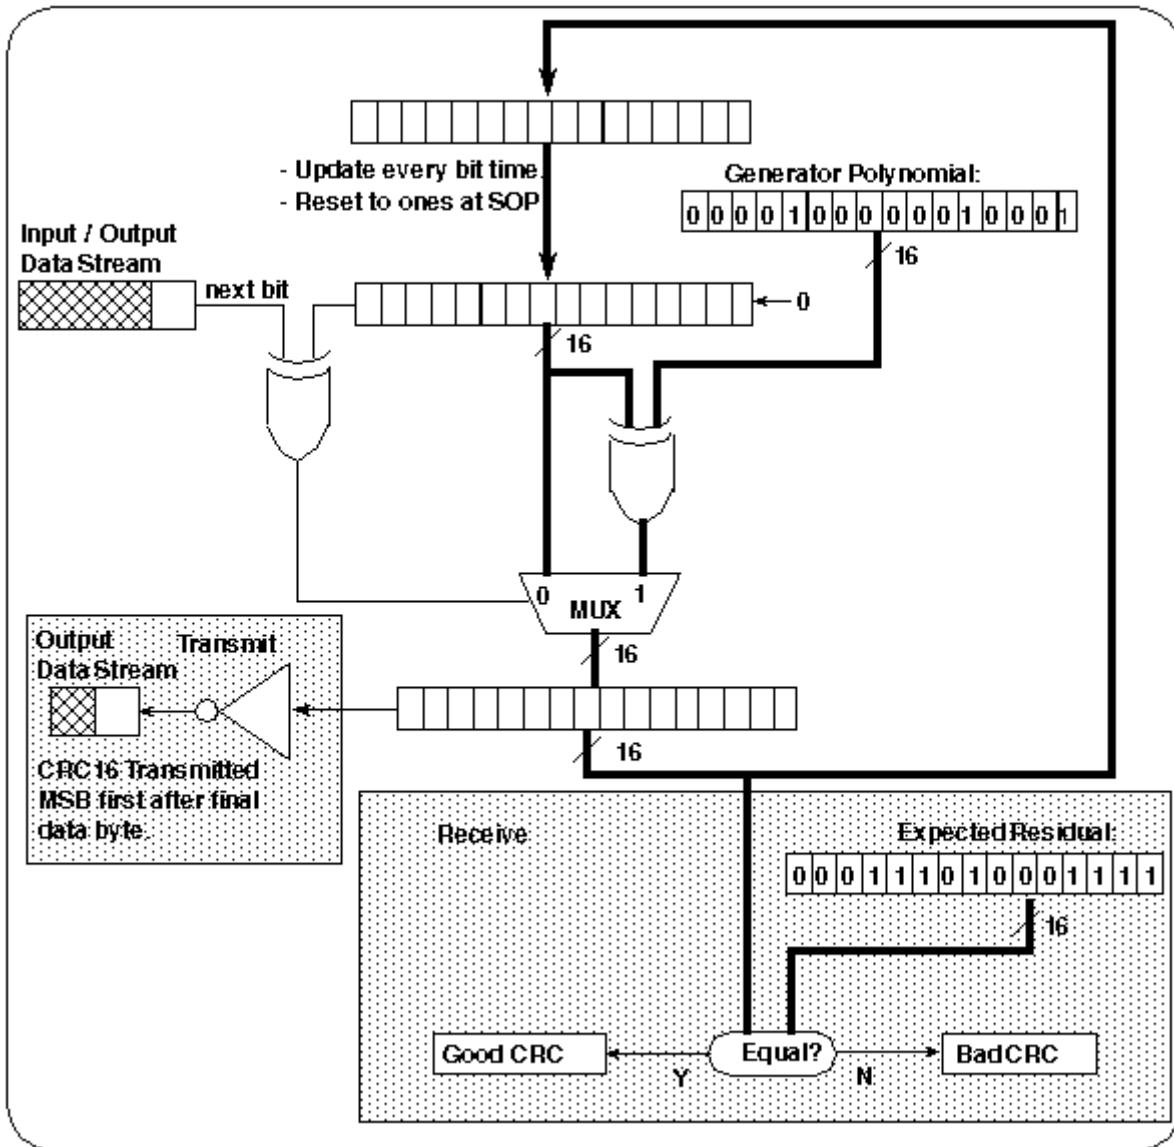 - Update every bit time.
- Reset to ones at SOP
Generator Polynomial:
0 0 0 0 1 0 0 0 0 0 0 1 0 0 0 1
16
Input / Output
Data Stream
next bit
0
16
0
1
MUX
16
Output
Data Stream
Transmit
16
CRC16 Transmitted
MSB first after final
data byte.
Receive
Expected Residual:
0 0 0 1 1 1 0 1 0 0 0 1 1 1 1
16
Good CRC
Equal?
Bad CRC
Y
N